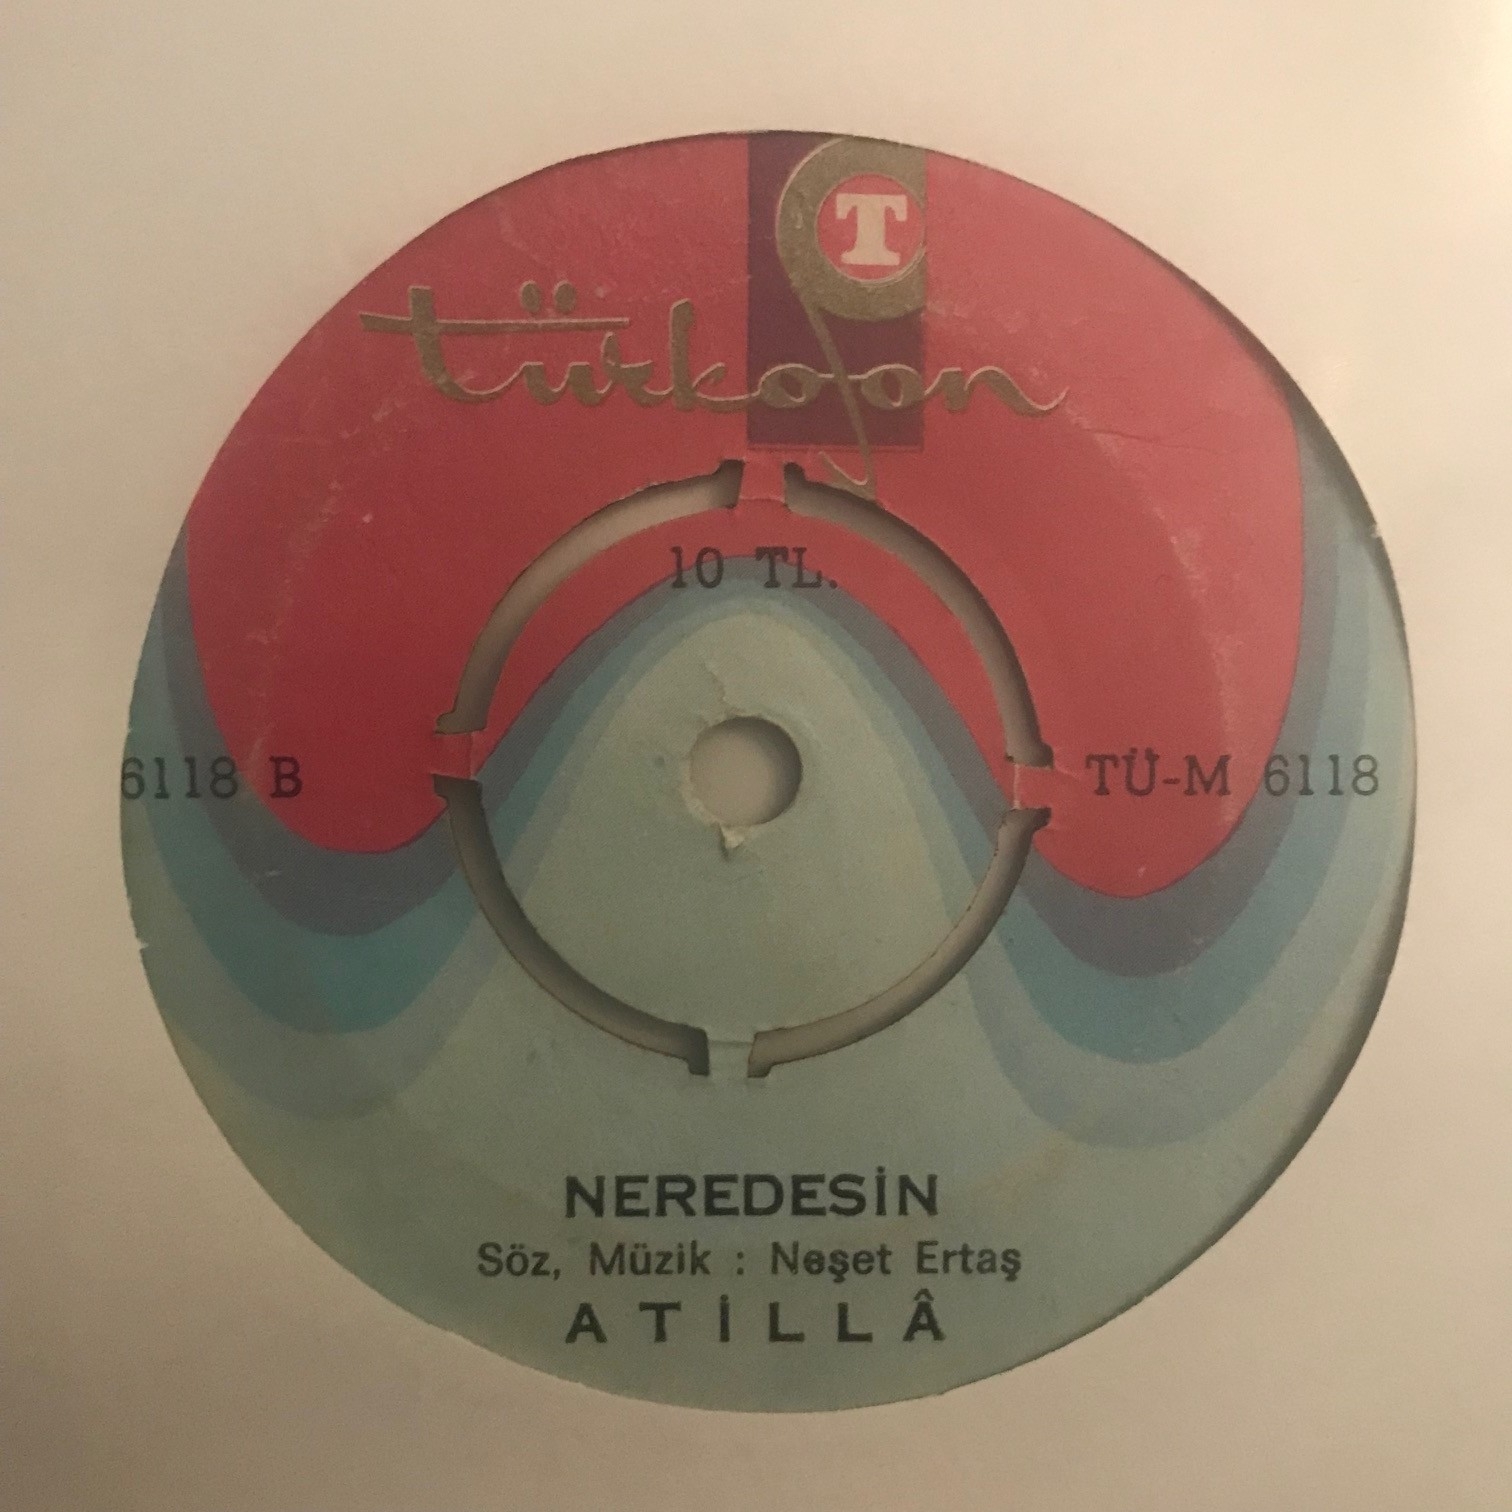 T
türkofon
10 TL.
6118 B
TÜ-M 6118
NEREDESİN
Söz, Müzik : Neşet Ertaş
ATİLLÂ